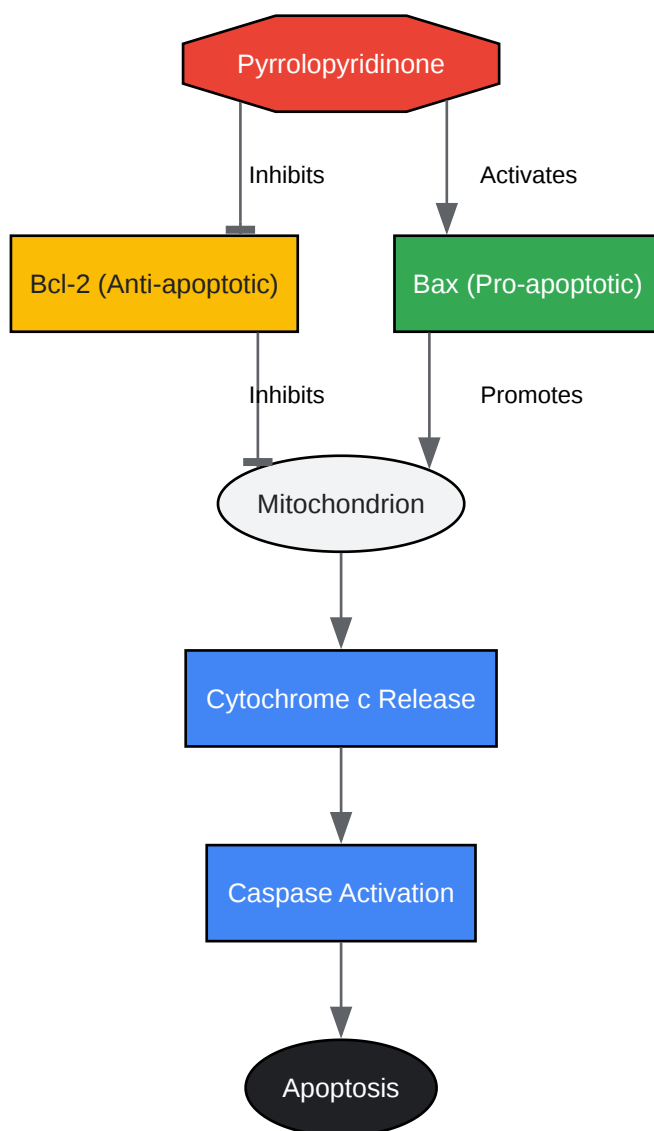 Pyrrolopyridinone
Inhibits
Activates
Bcl-2 (Anti-apoptotic)
Bax (Pro-apoptotic)
Inhibits
Promotes
Mitochondrion
Cytochrome c Release
Caspase Activation
Apoptosis